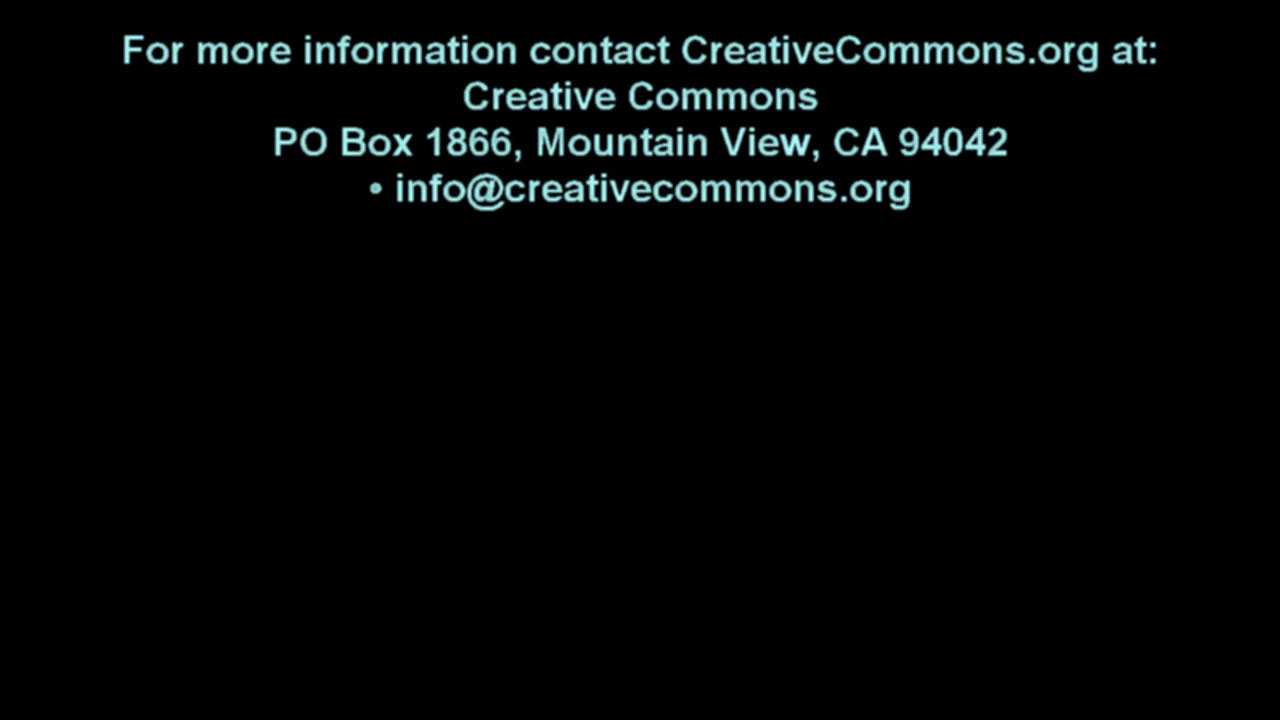 For more information contact CreativeCommons.org at:
Creative Commons
PO Box 1866, Mountain View, CA 94042
• info@creativecommons.org